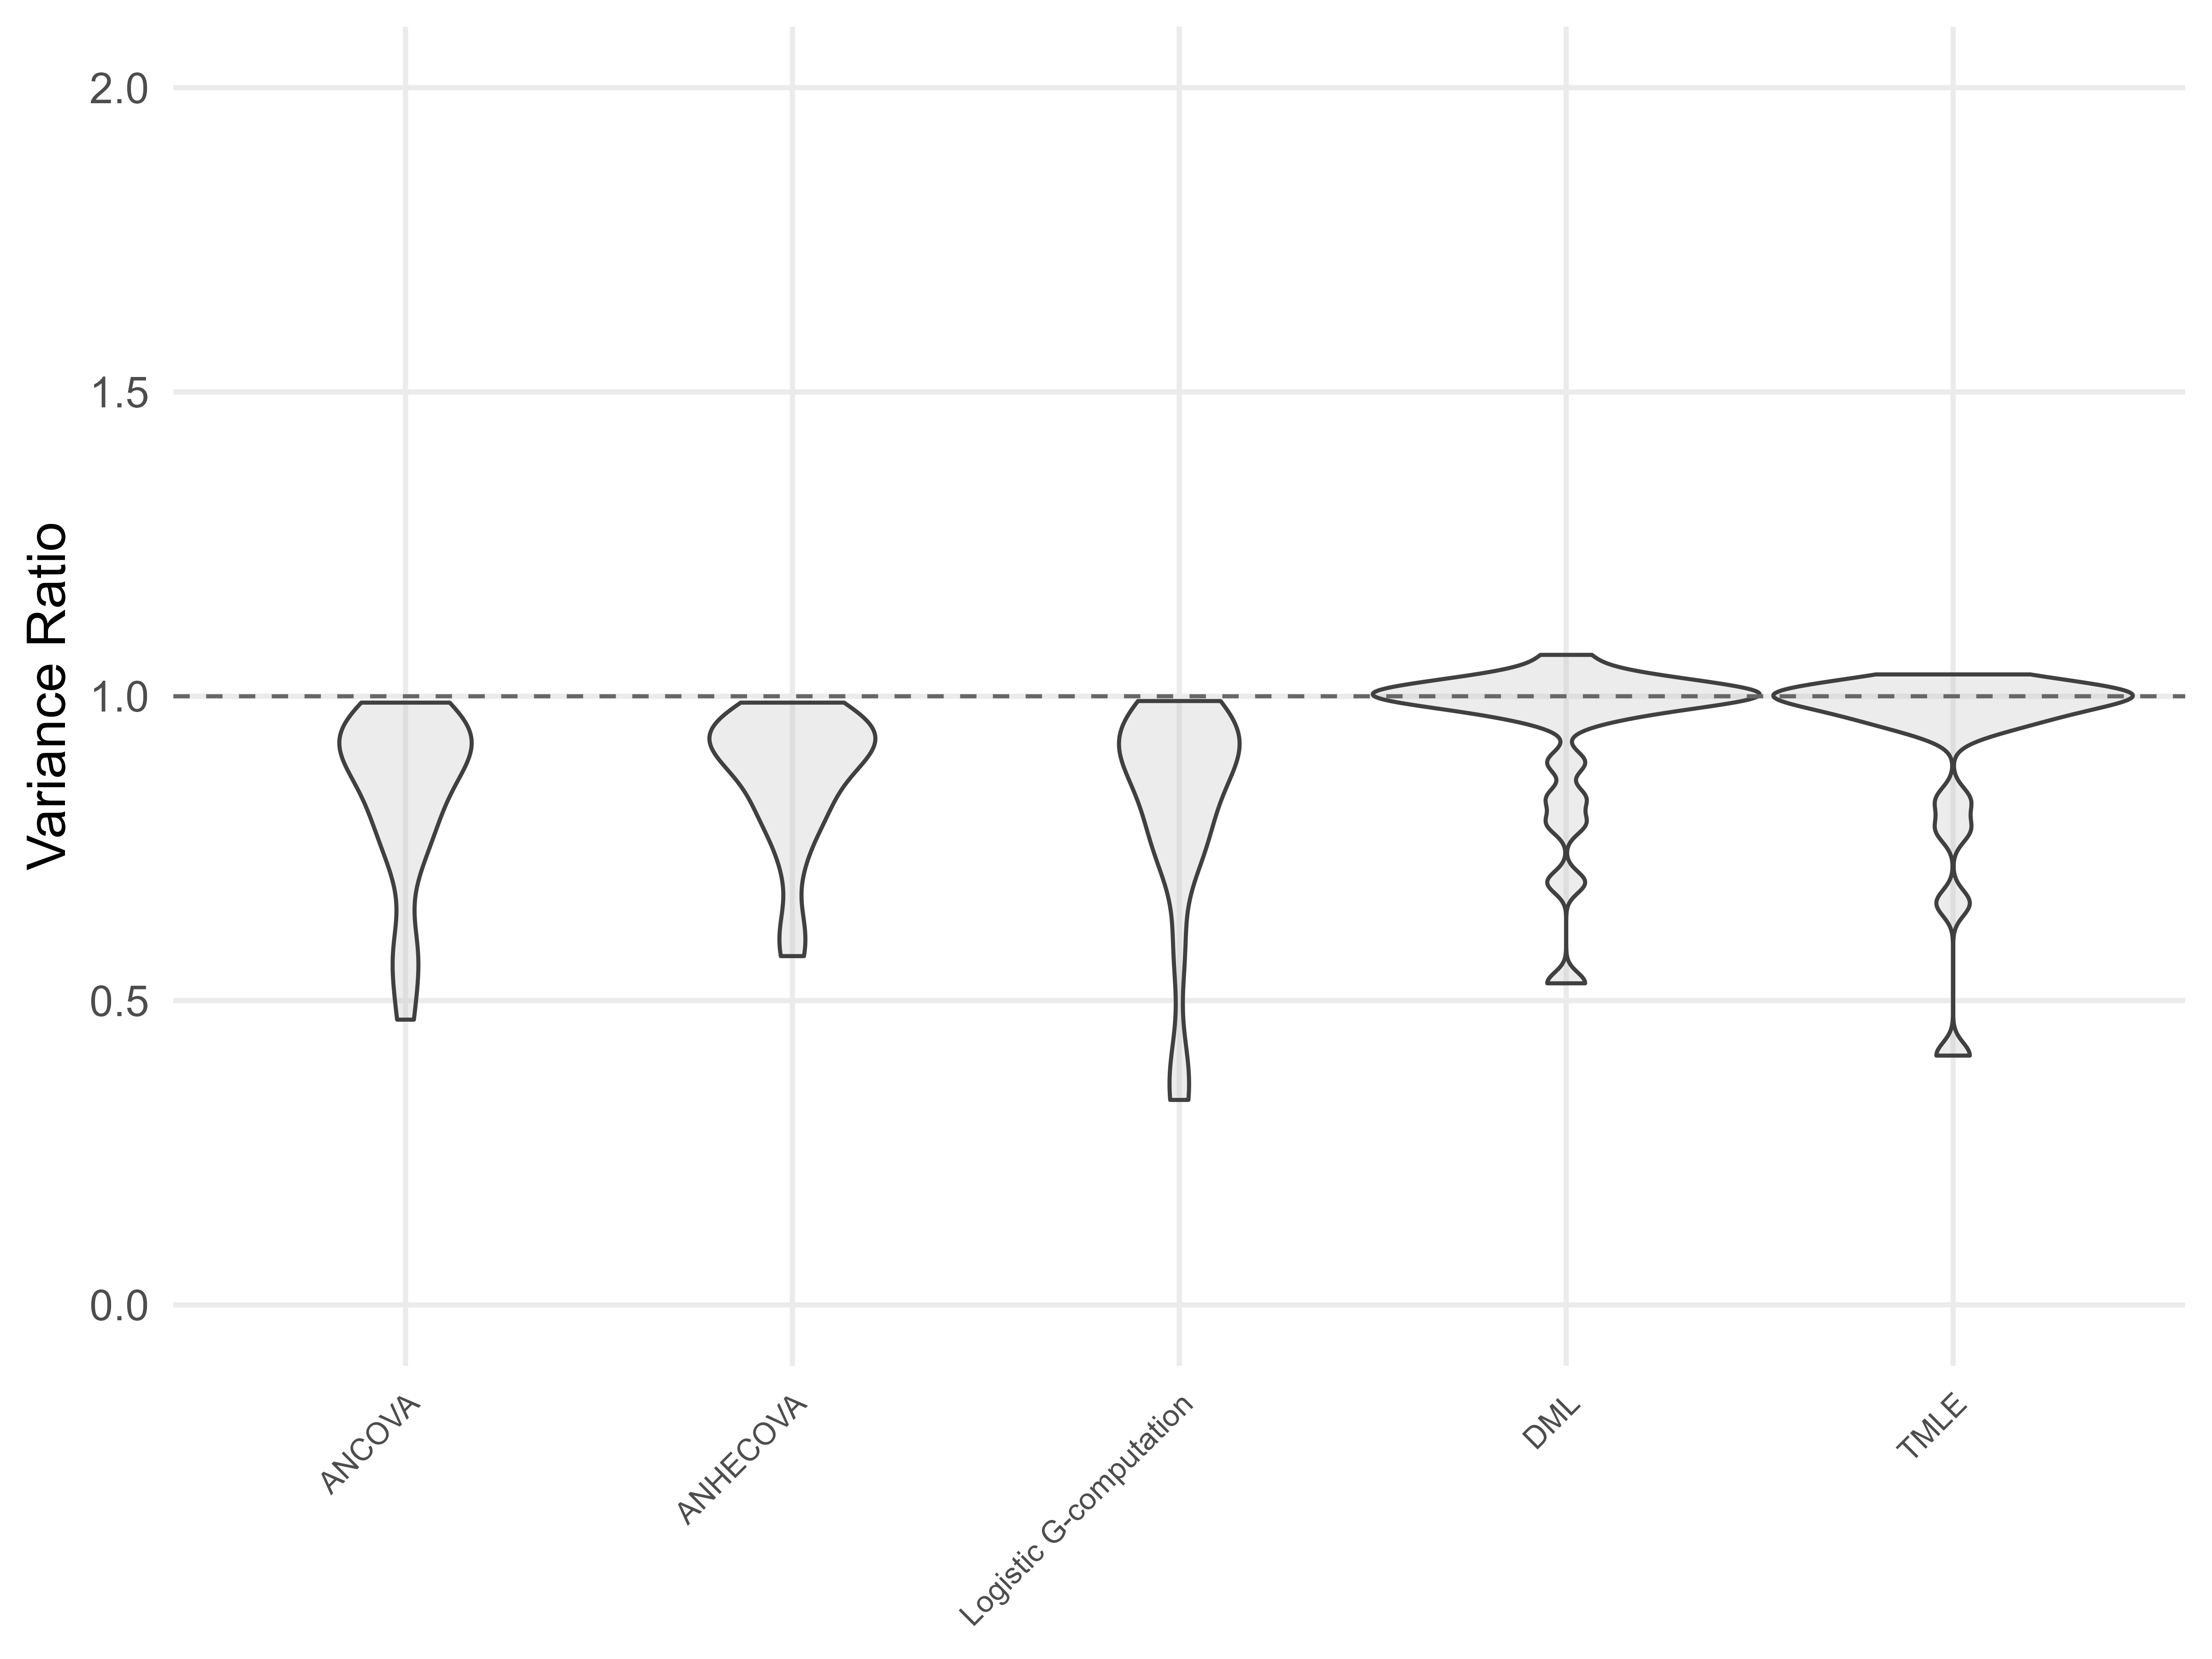 Variance Ratio
2.0
1.5
1.0
0.5
0.0
ANCOVA
ANHECOVA
Logistic G-computation
DML
TMLE